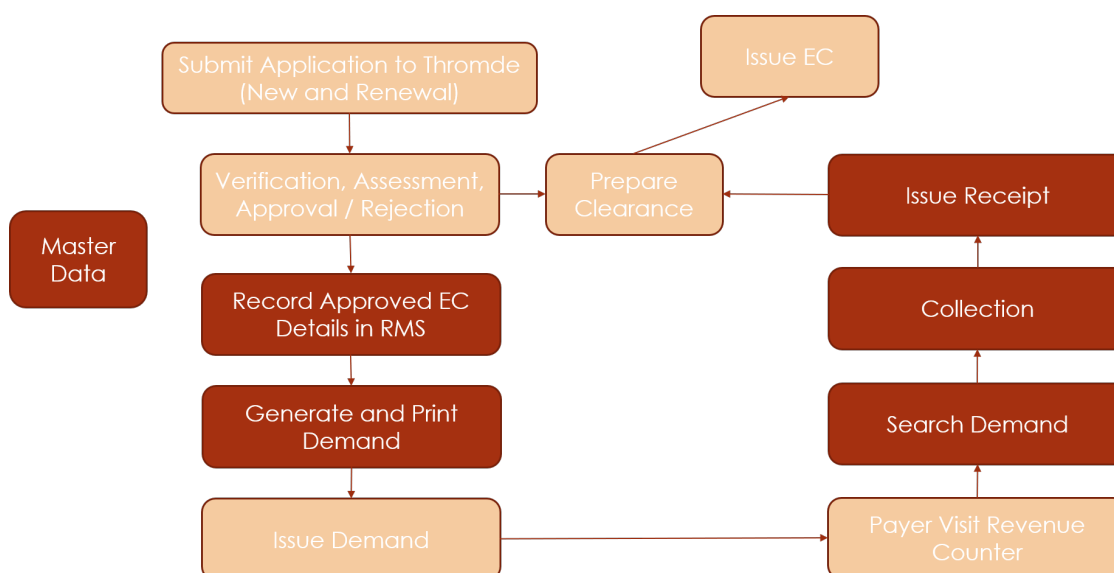 Submit Application to Thromde
(New and Renewal)
Issue EC
Verification, Assessment,
Approval / Rejection
Prepare
Clearance
Issue Receipt
Master
Data
Record Approved EC
Details in RMS
Collection
Generate and Print
Demand
Search Demand
Issue Demand
Payer Visit Revenue
Counter